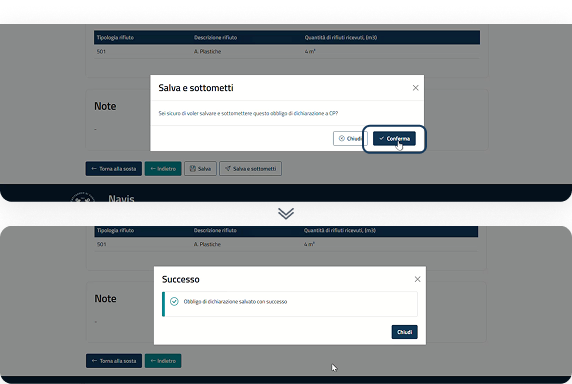 Tipologia rifiuto Descrizione rifiuto Quantità di rifiuti ricevuti, (m3)
501 A. Plastiche 4 m³
Salva e sottometti
Note
Sei sicuro di voler salvare e sottomettere questo obbligo di dichiarazione a CP?
-
Chiudi Conferma
← Torna alla sosta ← Indietro Salva Salva e sottometti
Navis
Tipologia rifiuto Descrizione rifiuto Quantità di rifiuti ricevuti, (m3)
501 A. Plastiche 4 m³
Successo
Note
Obbligo di dichiarazione salvato con successo
-
Chiudi
← Torna alla sosta ← Indietro